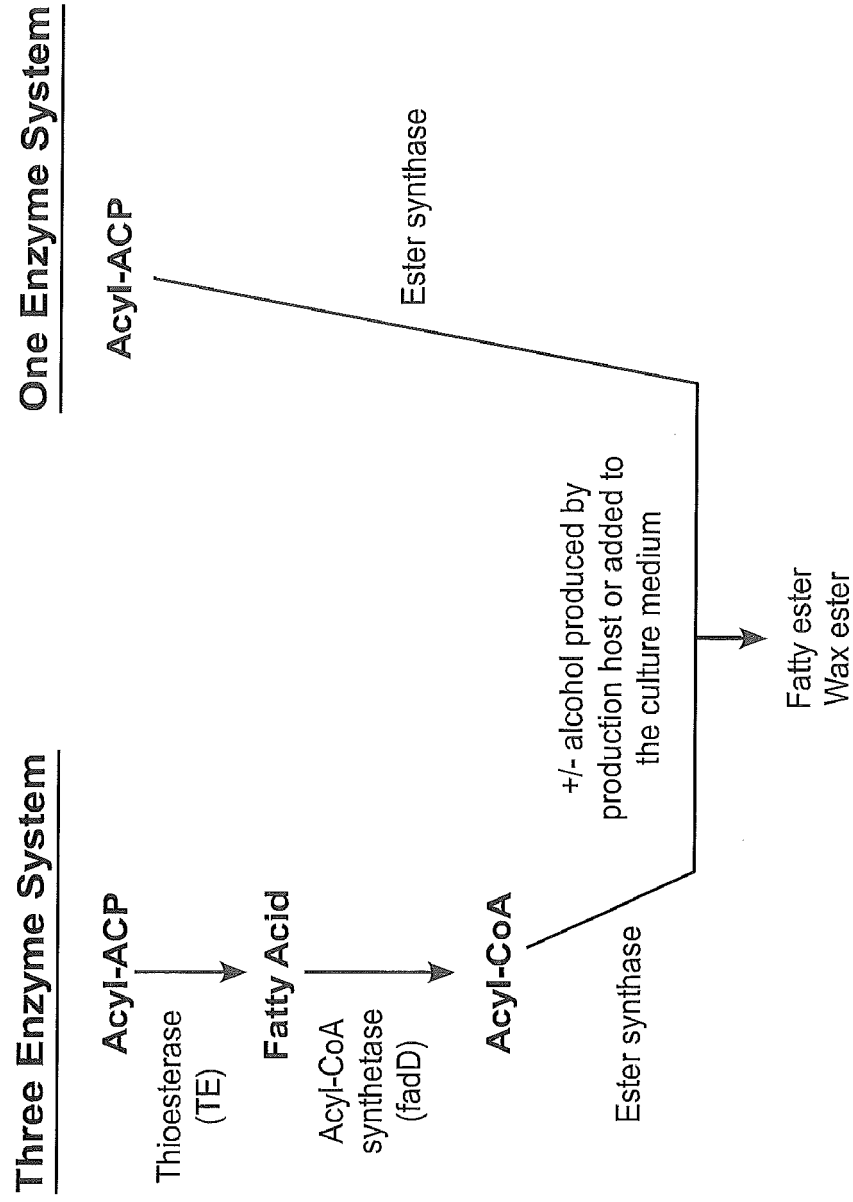 Three Enzyme System
Acyl-ACP
Thioesterase
(TE)
Fatty Acid
Acyl-CoA
synthetase
(fadD)
Acyl-CoA
Ester synthase
One Enzyme System
Acyl-ACP
Ester synthase
+/- alcohol produced by
production host or added to
the culture medium
Fatty ester
Wax ester